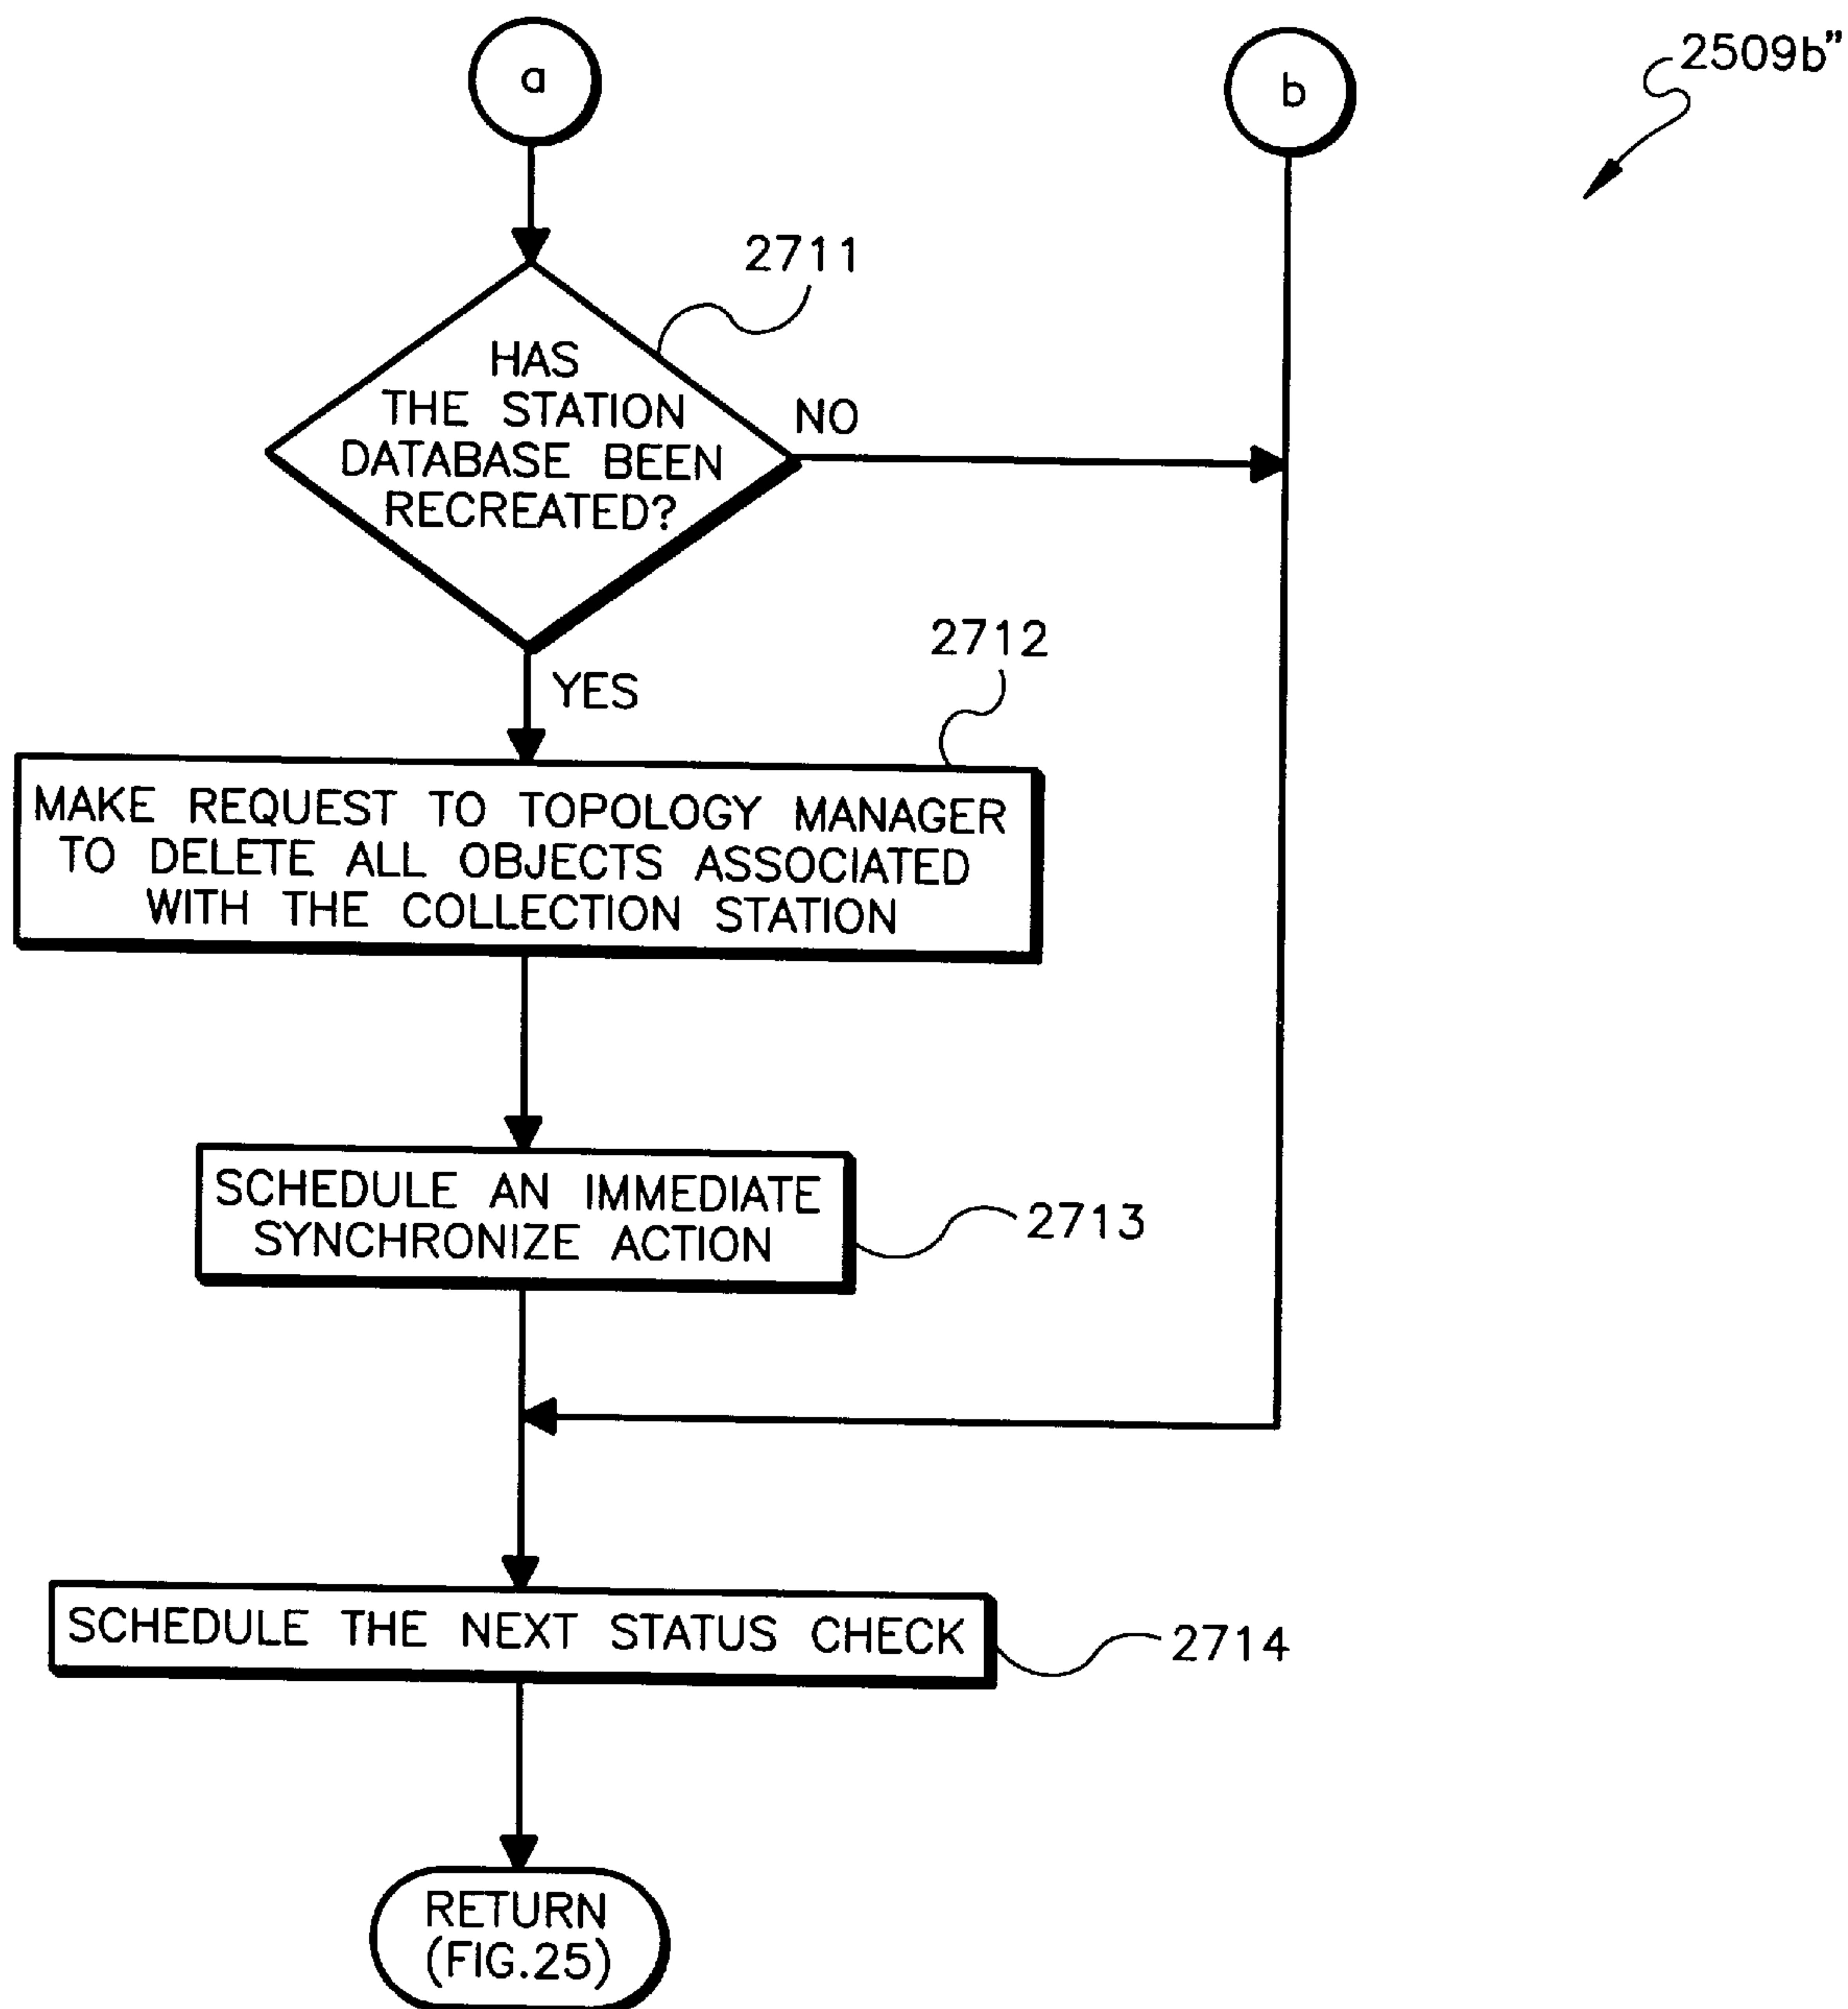 a
b
2509b"
2711
HAS
THE STATION
DATABASE BEEN
RECREATED?
NO
YES
2712
MAKE REQUEST TO TOPOLOGY MANAGER
TO DELETE ALL OBJECTS ASSOCIATED
WITH THE COLLECTION STATION
SCHEDULE AN IMMEDIATE
SYNCHRONIZE ACTION
2713
SCHEDULE THE NEXT STATUS CHECK
2714
RETURN
(FIG.25)